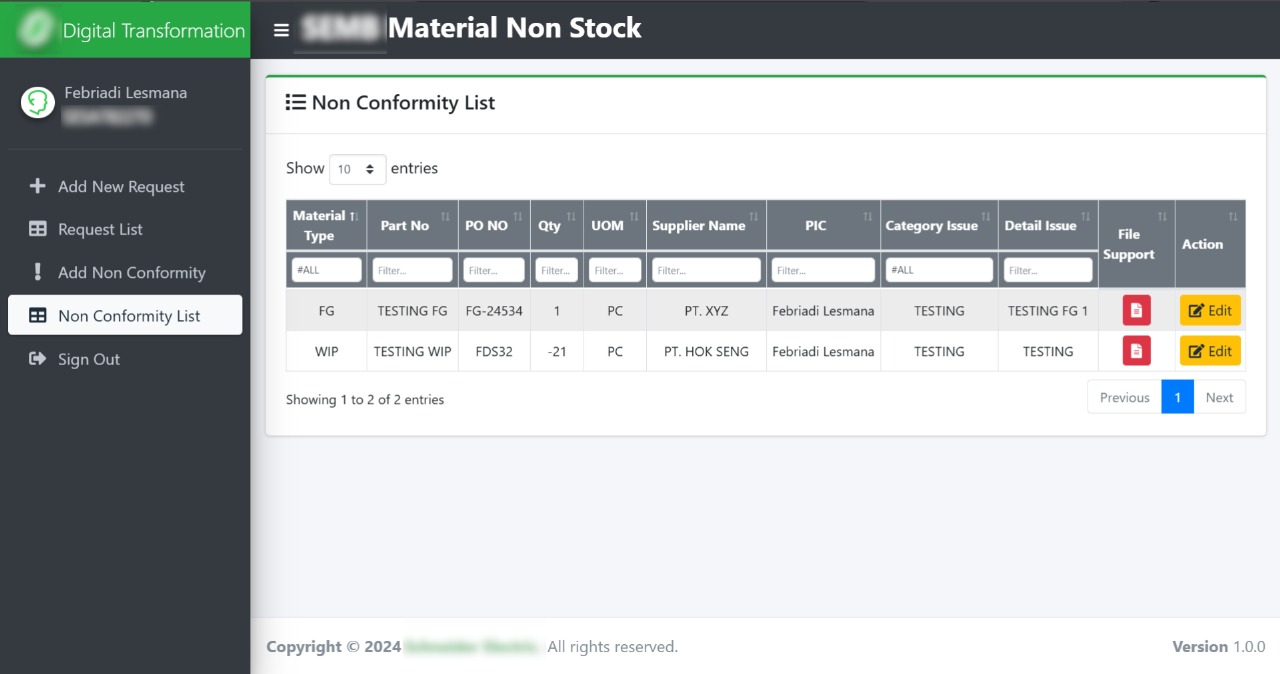 Digital Transformation
Material Non Stock
Febriadi Lesmana
Add New Request
Request List
Add Non Conformity
Non Conformity List
Sign Out
Non Conformity List
Show 10 entries
Material Type Part No PO NO Qty UOM Supplier Name PIC Category Issue Detail Issue File Support Action
#ALL Filter... Filter... Filter... Filter... Filter... Filter... #ALL Filter...
FG TESTING FG FG-24534 1 PC PT. XYZ Febriadi Lesmana TESTING TESTING FG 1 Edit
WIP TESTING WIP FDS32 -21 PC PT. HOK SENG Febriadi Lesmana TESTING TESTING Edit
Showing 1 to 2 of 2 entries
Previous 1 Next
Copyright © 2024 All rights reserved.
Version 1.0.0